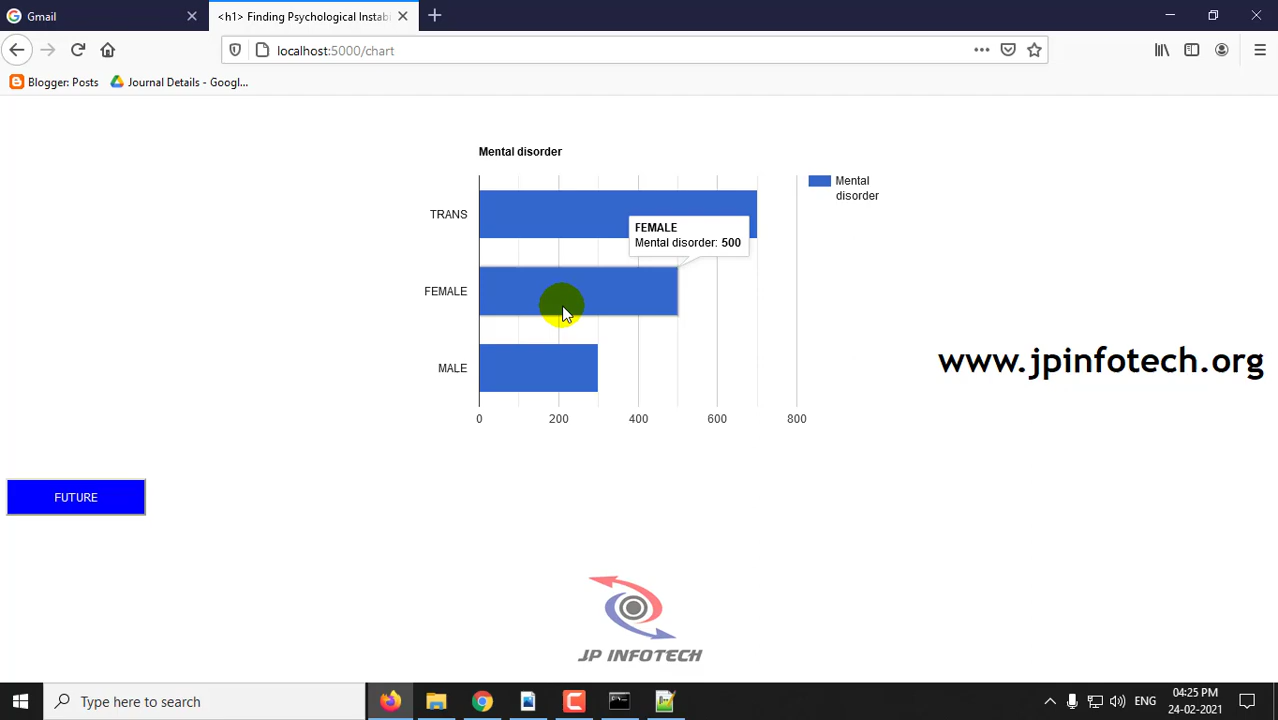 Gmail
<h1> Finding Psychological Instabi
localhost:5000/chart
Blogger: Posts
Journal Details - Googl...
Mental disorder
Mental
disorder
TRANS
FEMALE
Mental disorder: 500
FEMALE
MALE
0 200 400 600 800
www.jpinfotech.org
FUTURE
JP INFOTECH
Type here to search
ENG
04:25 PM
24-02-2021